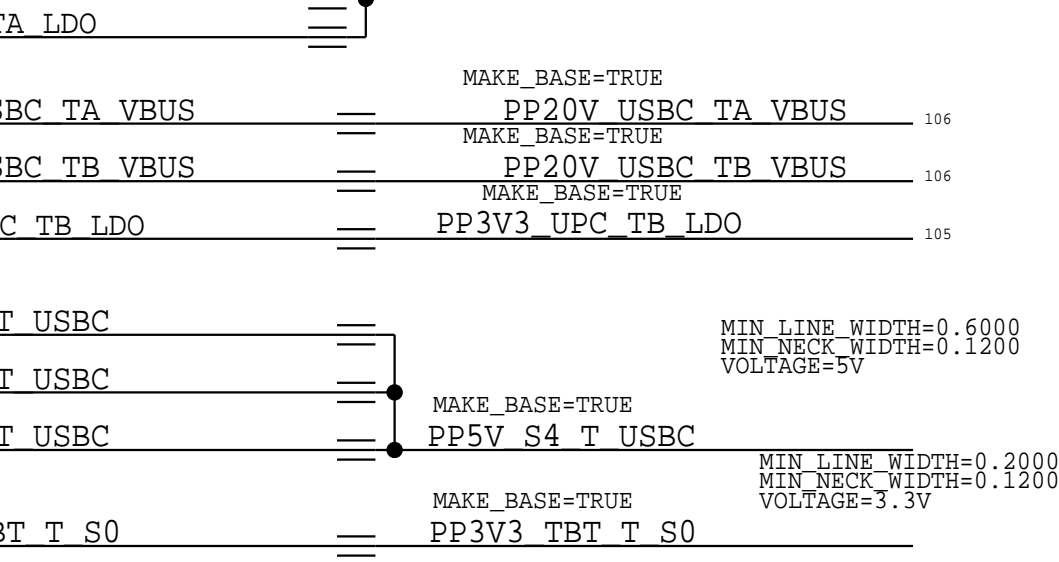 TA_LDO
MAKE_BASE=TRUE
SBC_TA_VBUS PP20V_USBC_TA_VBUS 106
MAKE_BASE=TRUE
SBC_TB_VBUS PP20V_USBC_TB_VBUS 106
MAKE_BASE=TRUE
C_TB_LDO PP3V3_UPC_TB_LDO 105
T_USBC
MIN_LINE_WIDTH=0.6000
MIN_NECK_WIDTH=0.1200
VOLTAGE=5V
T_USBC
MAKE_BASE=TRUE
T_USBC PP5V_S4_T_USBC
MIN_LINE_WIDTH=0.2000
MIN_NECK_WIDTH=0.1200
VOLTAGE=3.3V
MAKE_BASE=TRUE
BT_T_S0 PP3V3_TBT_T_S0